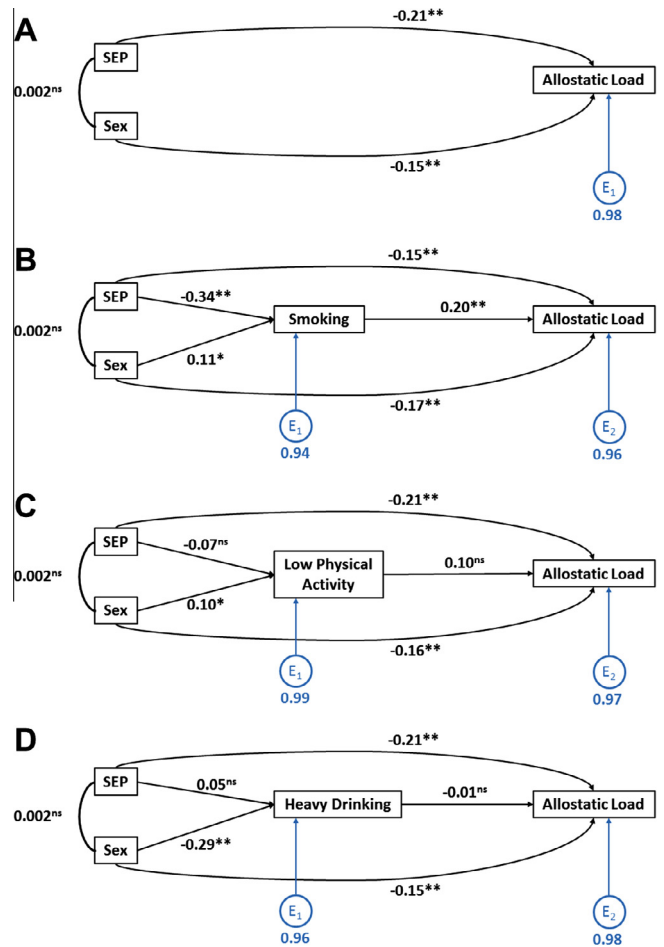 A
-0.21**
SEP
0.002ⁿˢ
Allostatic Load
Sex
-0.15**
E₁
0.98
B
-0.15**
SEP
-0.34**
0.002ⁿˢ
Smoking
0.20**
Allostatic Load
Sex
0.11*
-0.17**
E₁
0.94
E₂
0.96
C
-0.21**
SEP
-0.07ⁿˢ
0.002ⁿˢ
Low Physical
Activity
0.10ⁿˢ
Allostatic Load
Sex
0.10*
-0.16**
E₁
0.99
E₂
0.97
D
-0.21**
SEP
0.05ⁿˢ
0.002ⁿˢ
Heavy Drinking
-0.01ⁿˢ
Allostatic Load
Sex
-0.29**
-0.15**
E₁
0.96
E₂
0.98